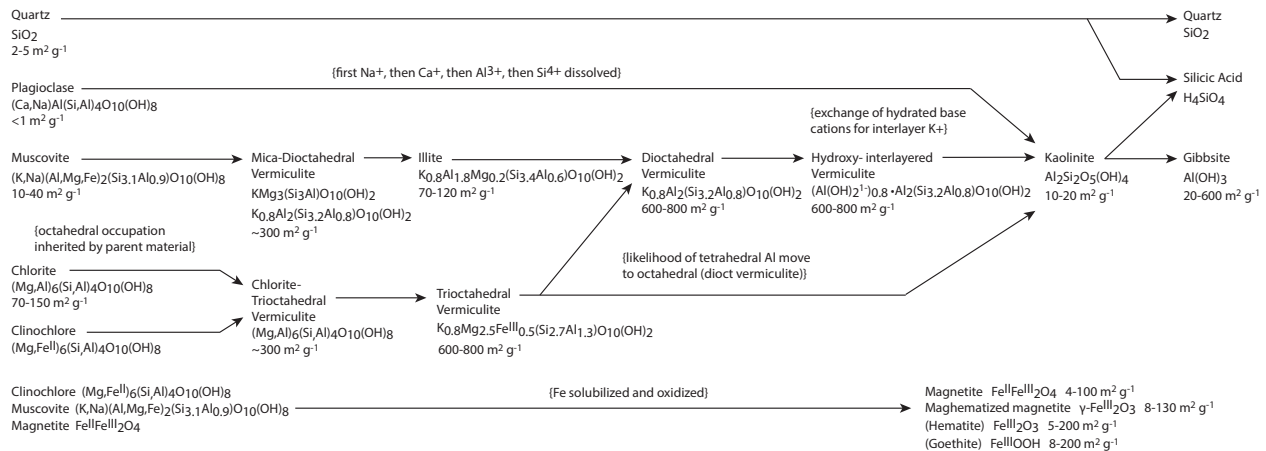 Quartz
SiO2
2-5 m2 g-1
Quartz
SiO2
Silicic Acid
H4SiO4
{first Na+, then Ca+, then Al3+, then Si4+ dissolved}
Plagioclase
(Ca,Na)Al(Si,Al)4O10(OH)8
<1 m2 g-1
{exchange of hydrated base
cations for interlayer K+}
Muscovite
(K,Na)(Al,Mg,Fe)2(Si3.1Al0.9)O10(OH)8
10-40 m2 g-1
Mica-Dioctahedral
Vermiculite
KMg3(Si3Al)O10(OH)2
K0.8Al2(Si3.2Al0.8)O10(OH)2
~300 m2 g-1
Illite
K0.8Al1.8Mg0.2(Si3.4Al0.6)O10(OH)2
70-120 m2 g-1
Dioctahedral
Vermiculite
K0.8Al2(Si3.2Al0.8)O10(OH)2
600-800 m2 g-1
Hydroxy- interlayered
Vermiculite
(Al(OH)21-)0.8 •Al2(Si3.2Al0.8)O10(OH)2
600-800 m2 g-1
Kaolinite
Al2Si2O5(OH)4
10-20 m2 g-1
Gibbsite
Al(OH)3
20-600 m2 g-1
{octahedral occupation
inherited by parent material}
{likelihood of tetrahedral Al move
to octahedral (dioct vermiculite)}
Chlorite
(Mg,Al)6(Si,Al)4O10(OH)8
70-150 m2 g-1
Clinochlore
(Mg,FeII)6(Si,Al)4O10(OH)8
Chlorite-
Trioctahedral
Vermiculite
(Mg,Al)6(Si,Al)4O10(OH)8
~300 m2 g-1
Trioctahedral
Vermiculite
K0.8Mg2.5FeIII0.5(Si2.7Al1.3)O10(OH)2
600-800 m2 g-1
Clinochlore (Mg,FeII)6(Si,Al)4O10(OH)8
Muscovite (K,Na)(Al,Mg,Fe)2(Si3.1Al0.9)O10(OH)8
Magnetite FeIIFeIII2O4
{Fe solubilized and oxidized}
Magnetite FeIIFeIII2O4 4-100 m2 g-1
Maghematized magnetite γ-FeIII2O3 8-130 m2 g-1
(Hematite) FeIII2O3 5-200 m2 g-1
(Goethite) FeIIIOOH 8-200 m2 g-1